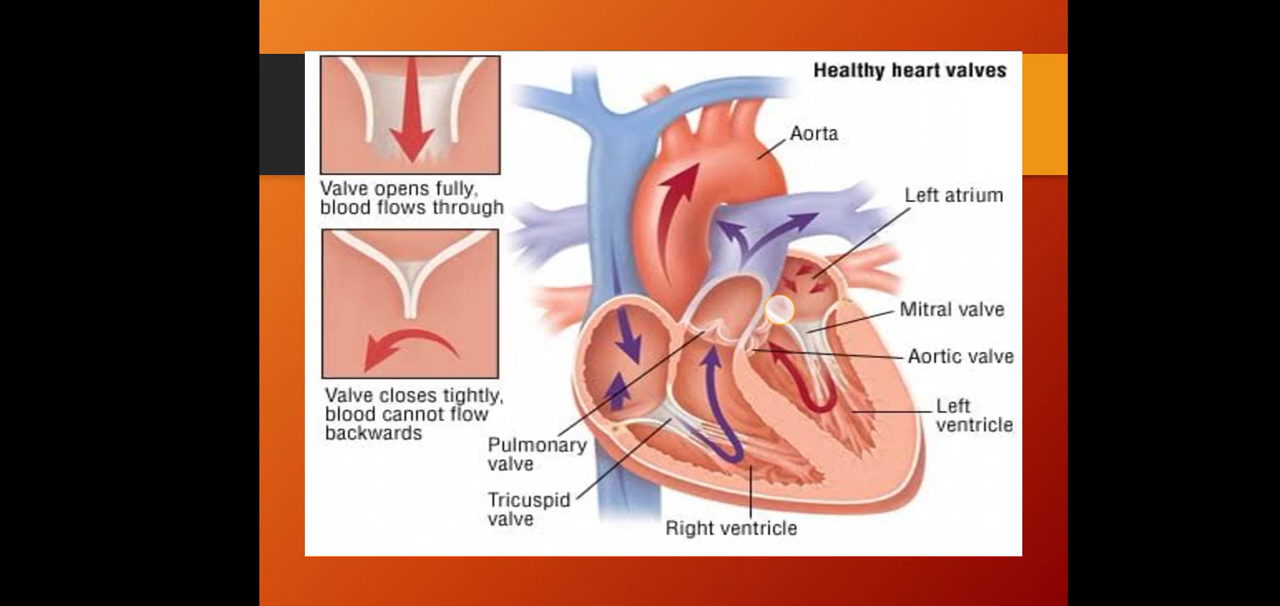 Healthy heart valves
Valve opens fully,
blood flows through
Valve closes tightly,
blood cannot flow
backwards
Aorta
Left atrium
Mitral valve
Aortic valve
Left
ventricle
Pulmonary
valve
Tricuspid
valve
Right ventricle